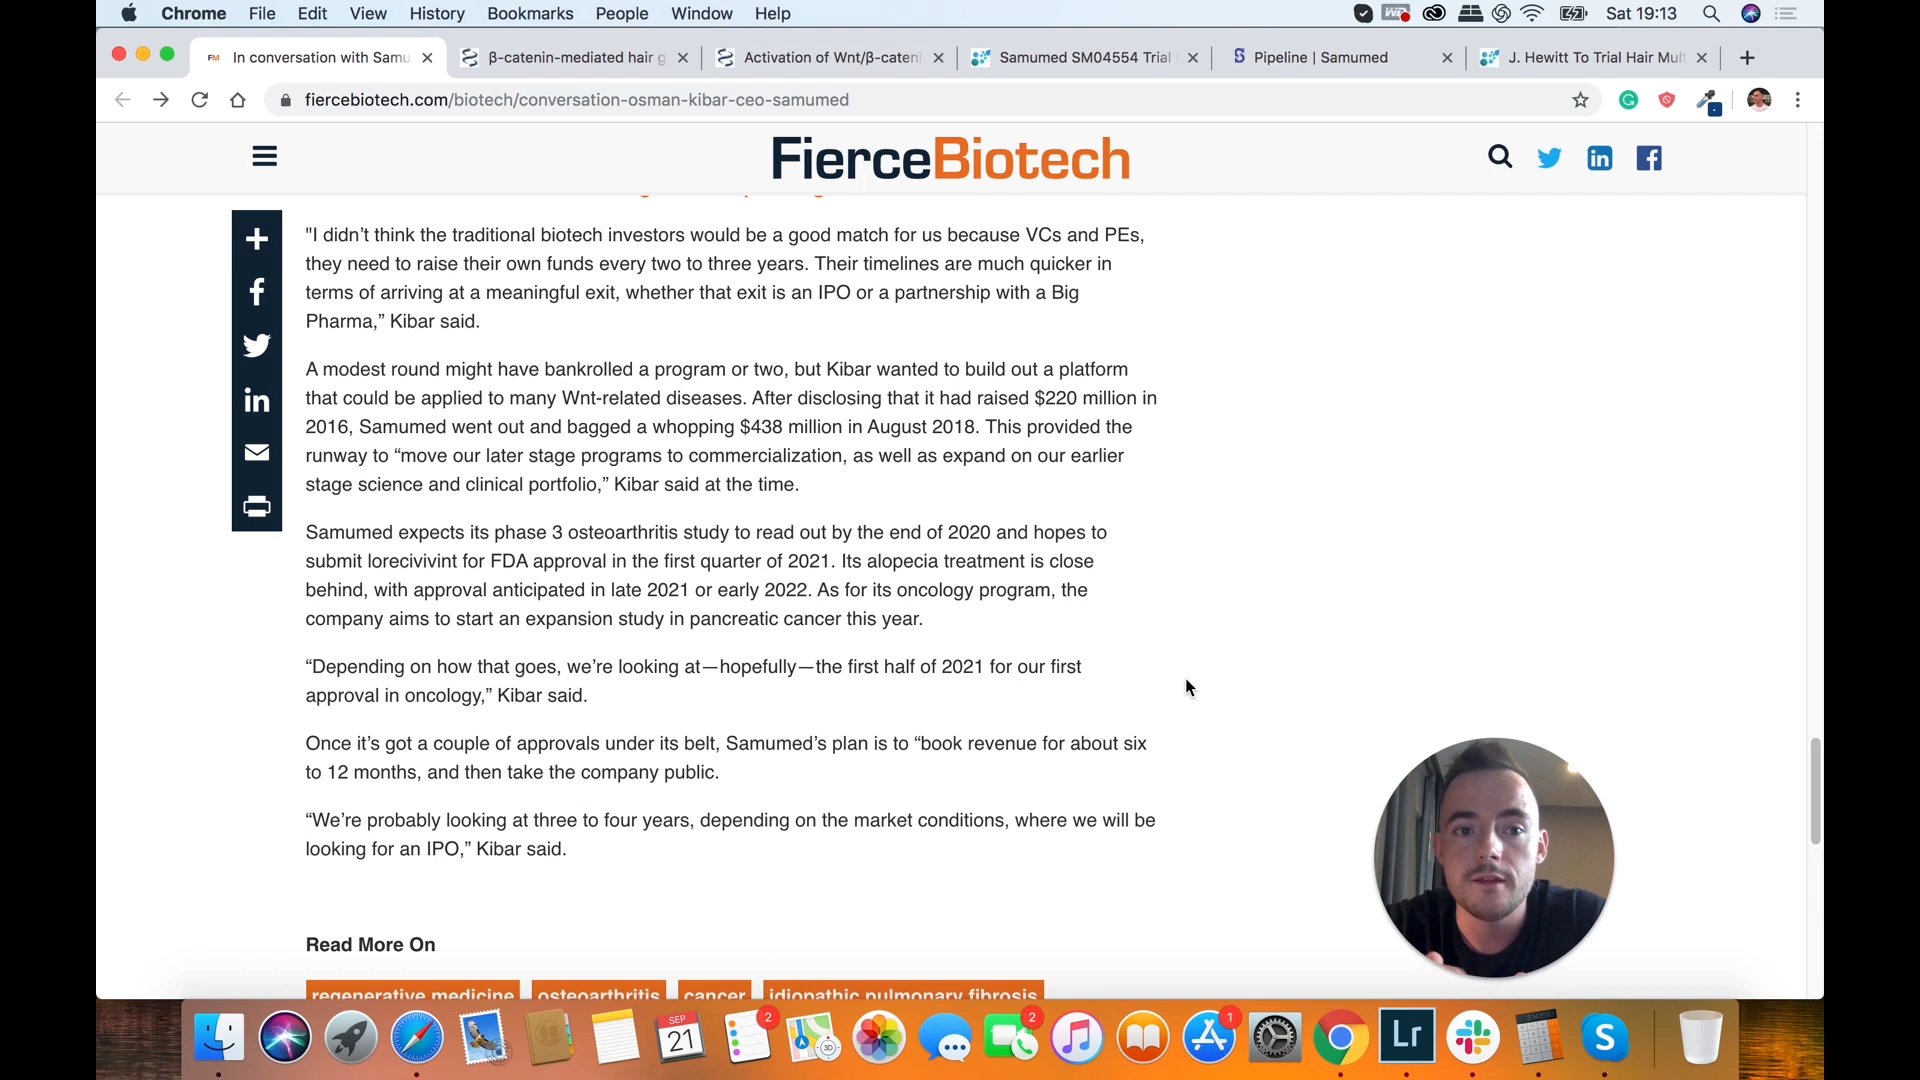 Chrome File Edit View History Bookmarks People Window Help
Sat 19:13
In conversation with Samu
β-catenin-mediated hair g
Activation of Wnt/β-cateni
Samumed SM04554 Trial
Pipeline | Samumed
J. Hewitt To Trial Hair Mult
fiercebiotech.com/biotech/conversation-osman-kibar-ceo-samumed
FierceBiotech
"I didn’t think the traditional biotech investors would be a good match for us because VCs and PEs,
they need to raise their own funds every two to three years. Their timelines are much quicker in
terms of arriving at a meaningful exit, whether that exit is an IPO or a partnership with a Big
Pharma,” Kibar said.
A modest round might have bankrolled a program or two, but Kibar wanted to build out a platform
that could be applied to many Wnt-related diseases. After disclosing that it had raised $220 million in
2016, Samumed went out and bagged a whopping $438 million in August 2018. This provided the
runway to “move our later stage programs to commercialization, as well as expand on our earlier
stage science and clinical portfolio,” Kibar said at the time.
Samumed expects its phase 3 osteoarthritis study to read out by the end of 2020 and hopes to
submit lorecivivint for FDA approval in the first quarter of 2021. Its alopecia treatment is close
behind, with approval anticipated in late 2021 or early 2022. As for its oncology program, the
company aims to start an expansion study in pancreatic cancer this year.
“Depending on how that goes, we’re looking at—hopefully—the first half of 2021 for our first
approval in oncology,” Kibar said.
Once it’s got a couple of approvals under its belt, Samumed’s plan is to “book revenue for about six
to 12 months, and then take the company public.
“We’re probably looking at three to four years, depending on the market conditions, where we will be
looking for an IPO,” Kibar said.
Read More On
regenerative medicine osteoarthritis cancer idiopathic pulmonary fibrosis
SEP
21
2
3D
2
1
Lr